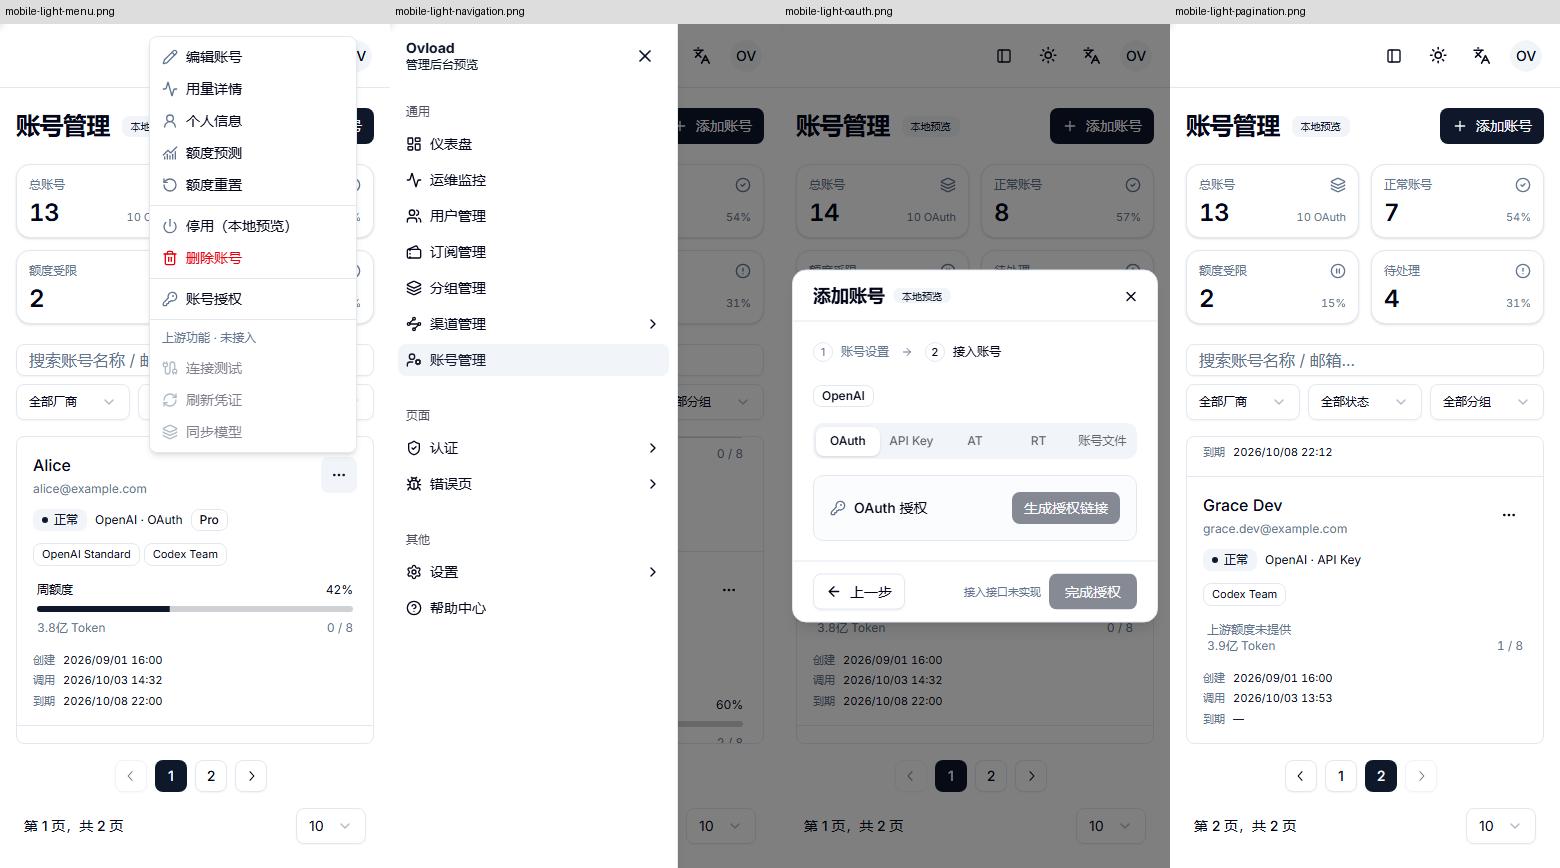 mobile-light-menu.png
OV
账号管理
本地
号
总账号
13
10 O
%
额度受限
2
%
编辑账号
用量详情
个人信息
额度预测
额度重置
停用（本地预览）
删除账号
账号授权
上游功能 · 未接入
连接测试
刷新凭证
同步模型
搜索账号名称 / 邮
全部厂商
Alice
alice@example.com
正常
OpenAI · OAuth
Pro
OpenAI Standard
Codex Team
周额度
42%
3.8亿 Token
0 / 8
创建 2026/09/01 16:00
调用 2026/10/03 14:32
到期 2026/10/08 22:00
1
2
第 1 页，共 2 页
10
mobile-light-navigation.png
Ovload
管理后台预览
通用
仪表盘
运维监控
用户管理
订阅管理
分组管理
渠道管理
账号管理
页面
认证
错误页
其他
设置
帮助中心
OV
添加账号
54%
31%
部分组
0 / 8
60%
2 / 8
10
mobile-light-oauth.png
OV
账号管理
本地预览
添加账号
总账号
14
10 OAuth
正常账号
8
57%
额度受限
待处理
添加账号
本地预览
1 账号设置
2 接入账号
OpenAI
OAuth
API Key
AT
RT
账号文件
OAuth 授权
生成授权链接
上一步
接入接口未实现
完成授权
3.8亿 Token
0 / 8
创建 2026/09/01 16:00
调用 2026/10/03 14:32
到期 2026/10/08 22:00
1
2
第 1 页，共 2 页
10
mobile-light-pagination.png
OV
账号管理
本地预览
添加账号
总账号
13
10 OAuth
正常账号
7
54%
额度受限
2
15%
待处理
4
31%
搜索账号名称 / 邮箱...
全部厂商
全部状态
全部分组
到期 2026/10/08 22:12
Grace Dev
grace.dev@example.com
正常
OpenAI · API Key
Codex Team
上游额度未提供
3.9亿 Token
1 / 8
创建 2026/09/01 16:00
调用 2026/10/03 13:53
到期 —
1
2
第 2 页，共 2 页
10